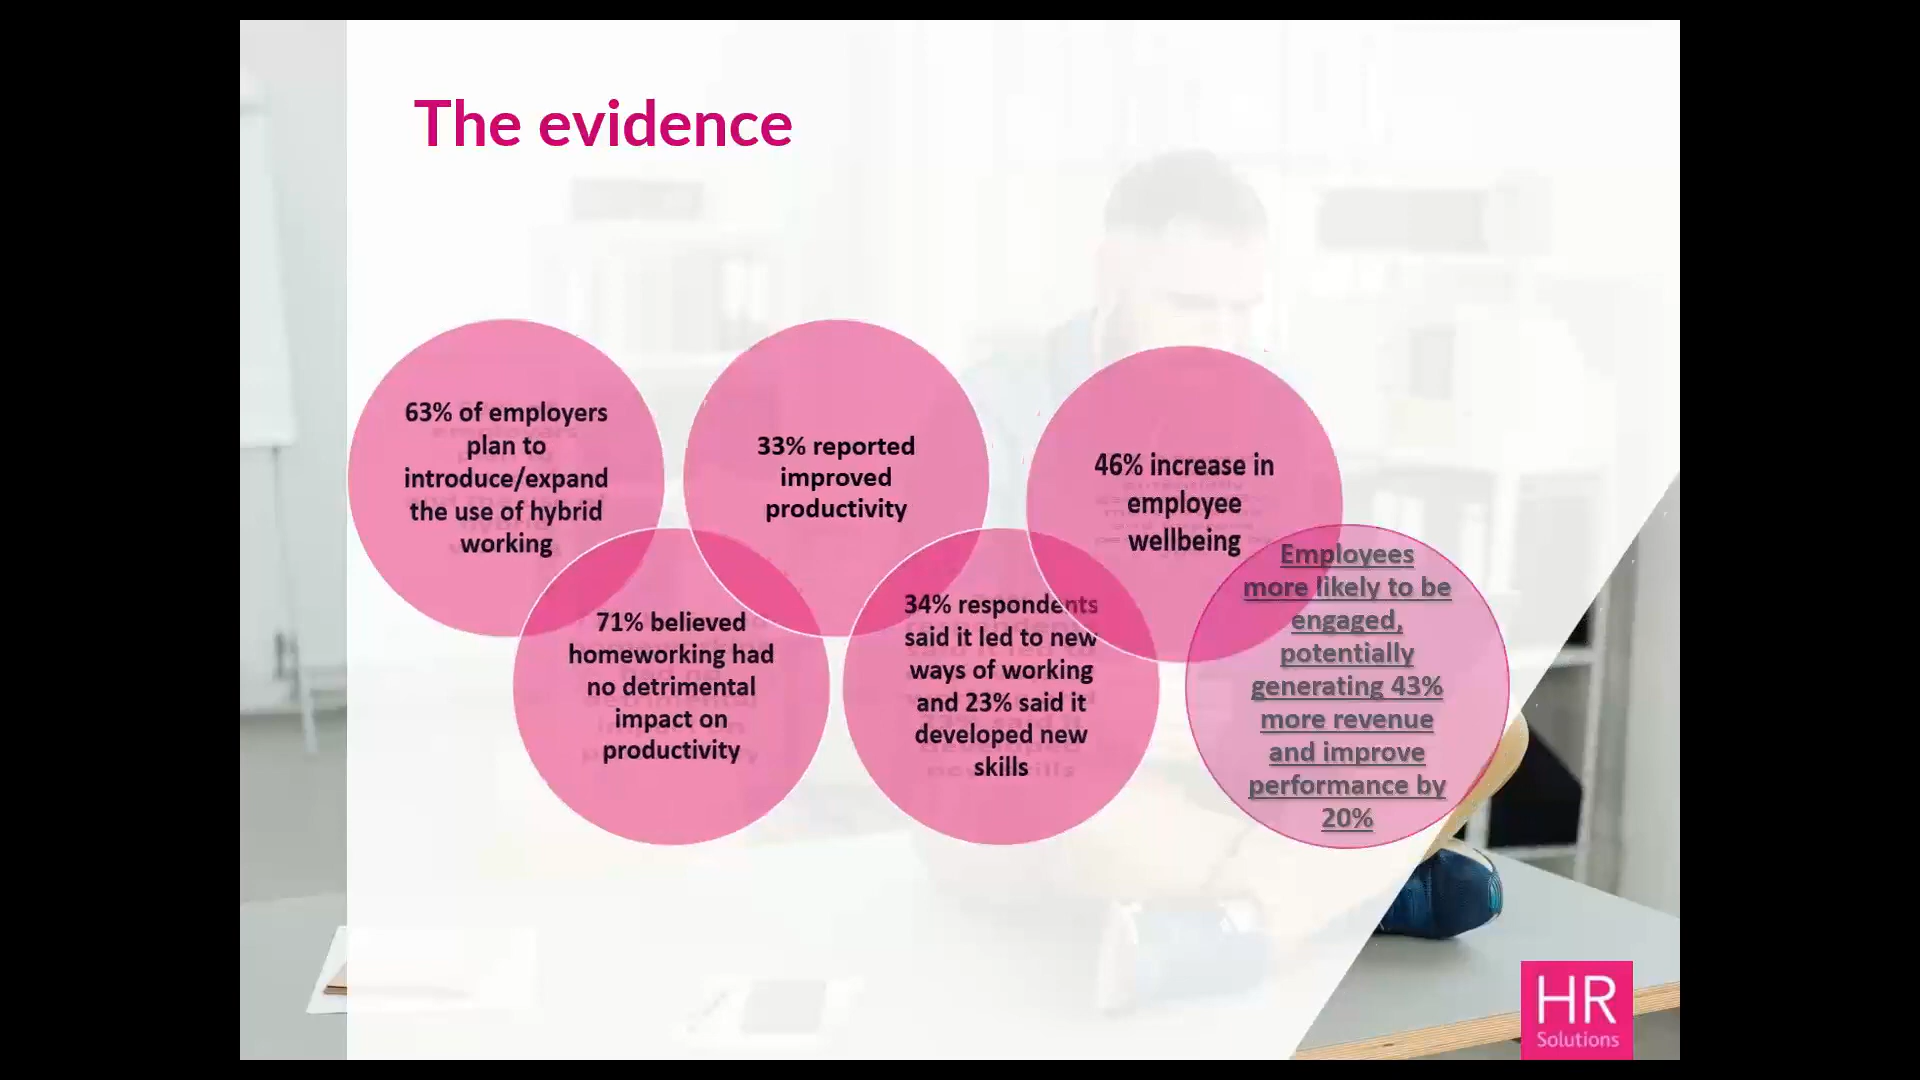 The evidence
63% of employers
plan to
introduce/expand
the use of hybrid
working
71% believed
homeworking had
no detrimental
impact on
productivity
33% reported
improved
productivity
34% respondents
said it led to new
ways of working
and 23% said it
developed new
skills
46% increase in
employee
wellbeing
Employees
more likely to be
engaged,
potentially
generating 43%
more revenue
and improve
performance by
20%
HR
Solutions